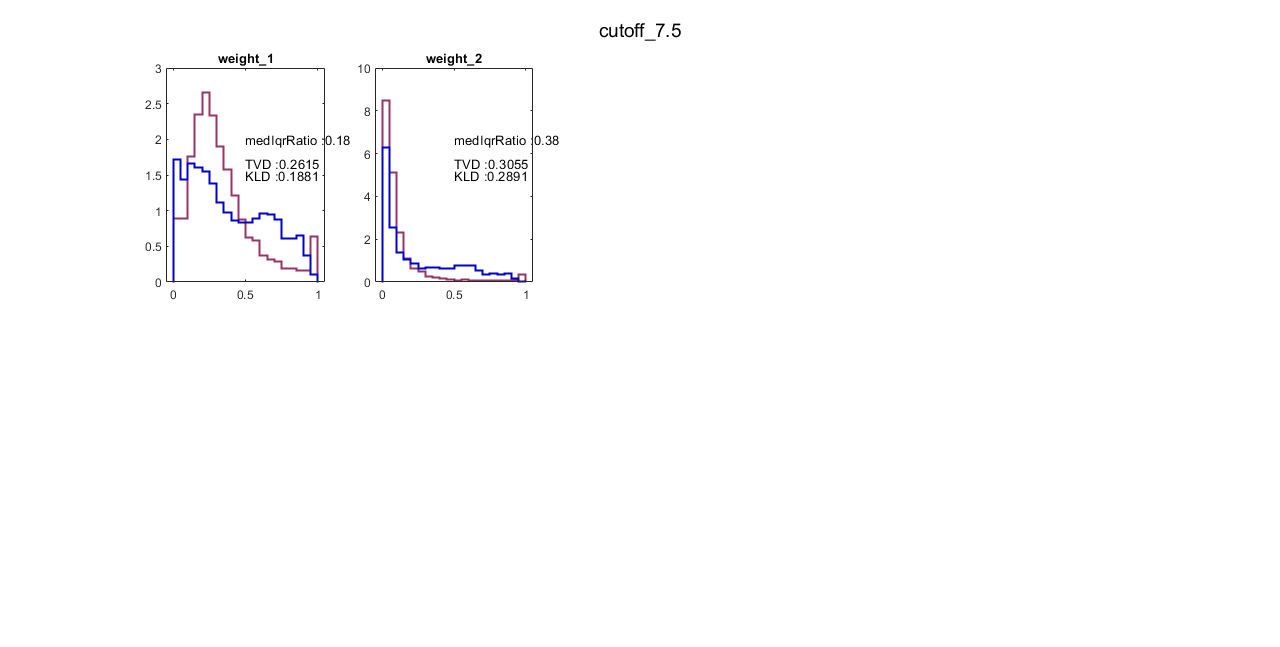 cutoff_7.5
weight_1
3
2.5
2
1.5
1
0.5
0
0
0.5
1
medIqrRatio :0.18
TVD :0.2615
KLD :0.1881
weight_2
10
8
6
4
2
0
0
0.5
1
medIqrRatio :0.38
TVD :0.3055
KLD :0.2891